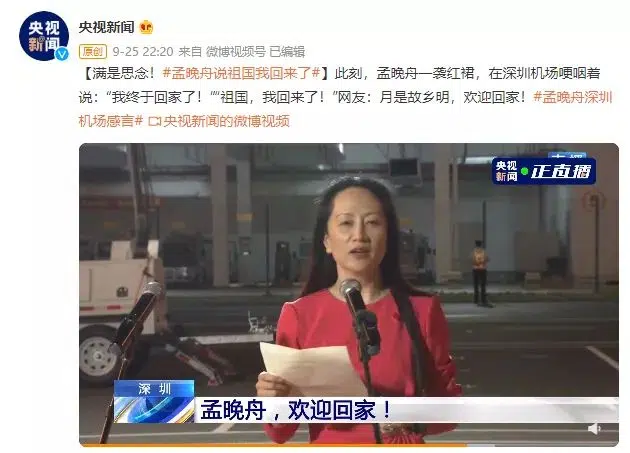 央视新闻
央视新闻
原创 9-25 22:20 来自 微博视频号 已编辑
【满是思念！#孟晚舟说祖国我回来了#】此刻，孟晚舟一袭红裙，在深圳机场哽咽着
说：“我终于回家了！”“祖国，我回来了！”网友：月是故乡明，欢迎回家！#孟晚舟深圳
机场感言# 央视新闻的微博视频
直播
央视新闻 正直播
深圳
孟晚舟，欢迎回家！